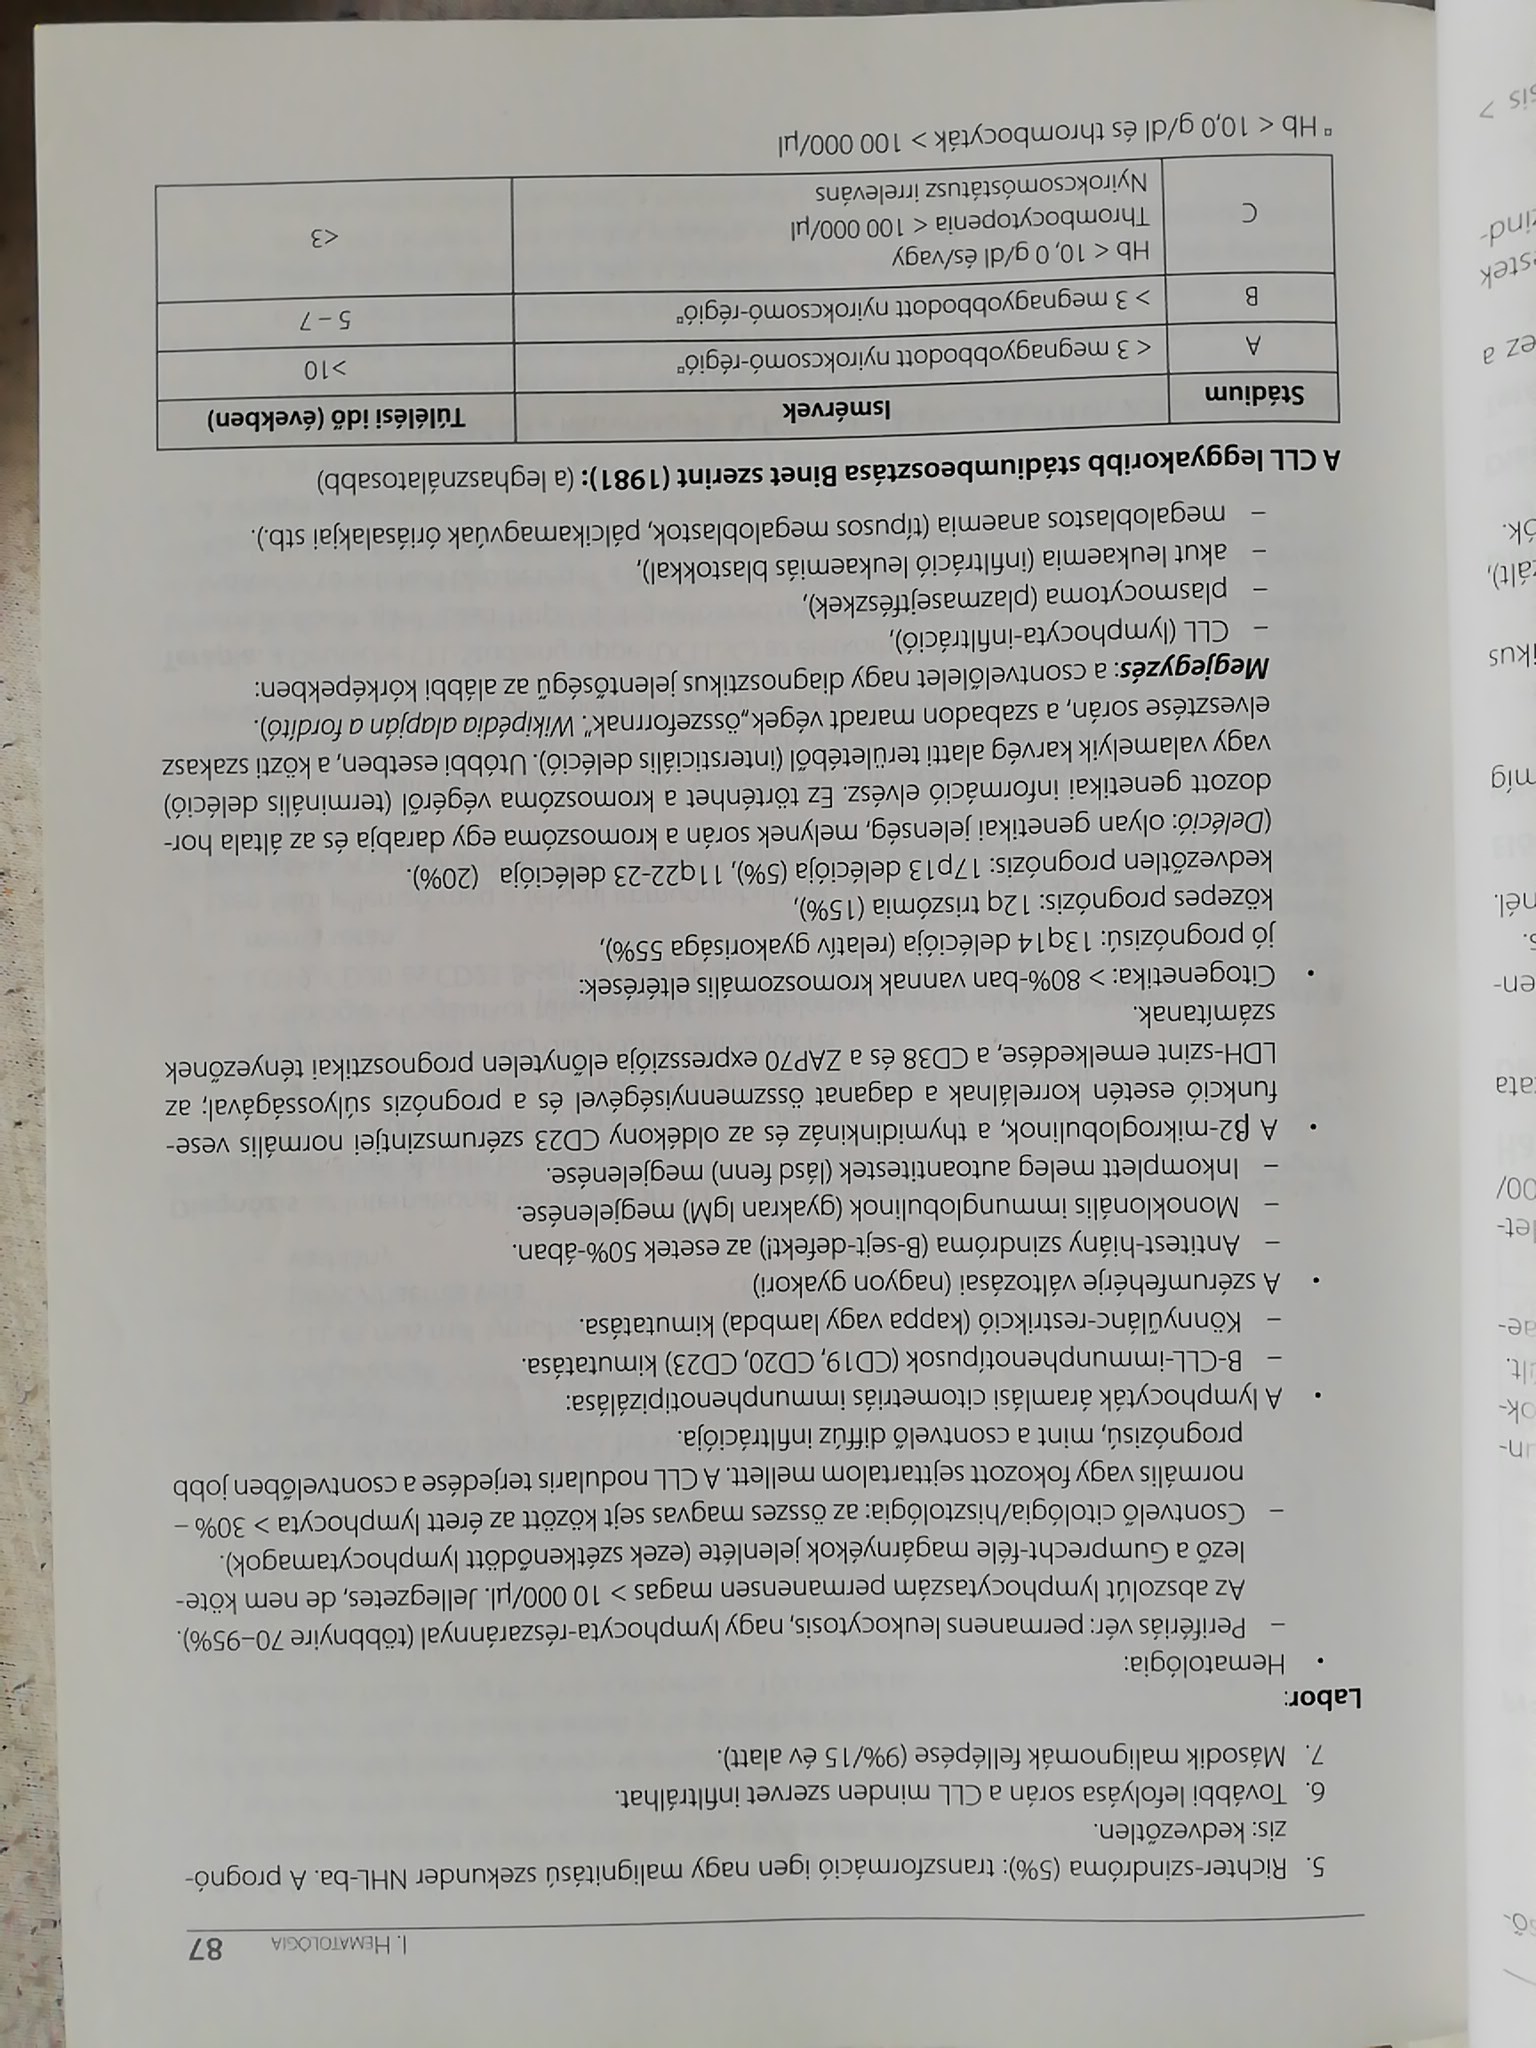 I. Hematológia 87
5. Richter-szindróma (5%): transzformáció igen nagy malignitású szekunder NHL-ba. A prognó-
zis: kedvezőtlen.
6. További lefolyása során a CLL minden szervet infiltrálhat.
7. Második malignomák fellépése (9%/15 év alatt).
Labor:
• Hematológia:
– Perifériás vér: permanens leukocytosis, nagy lymphocyta-részaránnyal (többnyire 70–95%).
Az abszolút lymphocytaszám permanensen magas > 10 000/μl. Jellegzetes, de nem köte-
lező a Gumprecht-féle magárnyékok jelenléte (ezek szétkenődött lymphocytamagok).
– Csontvelő citológia/hisztológia: az összes magvas sejt között az érett lymphocyta > 30% –
normális vagy fokozott sejttartalom mellett. A CLL nodularis terjedése a csontvelőben jobb
prognózisú, mint a csontvelő diffúz infiltrációja.
• A lymphocyták áramlási citometriás immunphenotipizálása:
– B-CLL-immunphenotípusok (CD19, CD20, CD23) kimutatása.
– Könnyűlánc-restrikció (kappa vagy lambda) kimutatása.
• A szérumfehérje változásai (nagyon gyakori)
– Antitest-hiány szindróma (B-sejt-defekt!) az esetek 50%-ában.
– Monoklonális immunglobulinok (gyakran IgM) megjelenése.
– Inkomplett meleg autoantitestek (lásd fenn) megjelenése.
• A β2-mikroglobulinok, a thymidinkináz és az oldékony CD23 szérumszintjei normális vese-
funkció esetén korrelálnak a daganat összmennyiségével és a prognózis súlyosságával; az
LDH-szint emelkedése, a CD38 és a ZAP70 expressziója előnytelen prognosztikai tényezőnek
számítanak.
• Citogenetika: > 80%-ban vannak kromoszomális eltérések:
jó prognózisú: 13q14 deléciója (relatív gyakorisága 55%),
közepes prognózis: 12q triszómia (15%),
kedvezőtlen prognózis: 17p13 deléciója (5%), 11q22-23 deléciója (20%).
(Deléció: olyan genetikai jelenség, melynek során a kromoszóma egy darabja és az általa hor-
dozott genetikai információ elvész. Ez történhet a kromoszóma végéről (terminális deléció)
vagy valamelyik karvég alatti területéből (intersticiális deléció). Utóbbi esetben, a közti szakasz
elvesztése során, a szabadon maradt végek „összeforrnak”. Wikipédia alapján a fordító).
Megjegyzés: a csontvelőlelet nagy diagnosztikus jelentőségű az alábbi kórképekben:
– CLL (lymphocyta-infiltráció),
– plasmocytoma (plazmasejtfészkek),
– akut leukaemia (infiltráció leukaemiás blastokkal),
– megaloblastos anaemia (típusos megaloblastok, pálcikamagvúak óriásalakjai stb.).
A CLL leggyakoribb stádiumbeosztása Binet szerint (1981): (a leghasználatosabb)
Stádium Ismérvek Túlélési idő (években)
A < 3 megnagyobbodott nyirokcsomó-régió¤ >10
B > 3 megnagyobbodott nyirokcsomó-régió¤ 5 – 7
C Hb < 10, 0 g/dl és/vagy
Thrombocytopenia < 100 000/μl
Nyirokcsomóstátusz irreleváns <3
¤ Hb < 10,0 g/dl és thrombocyták > 100 000/μl